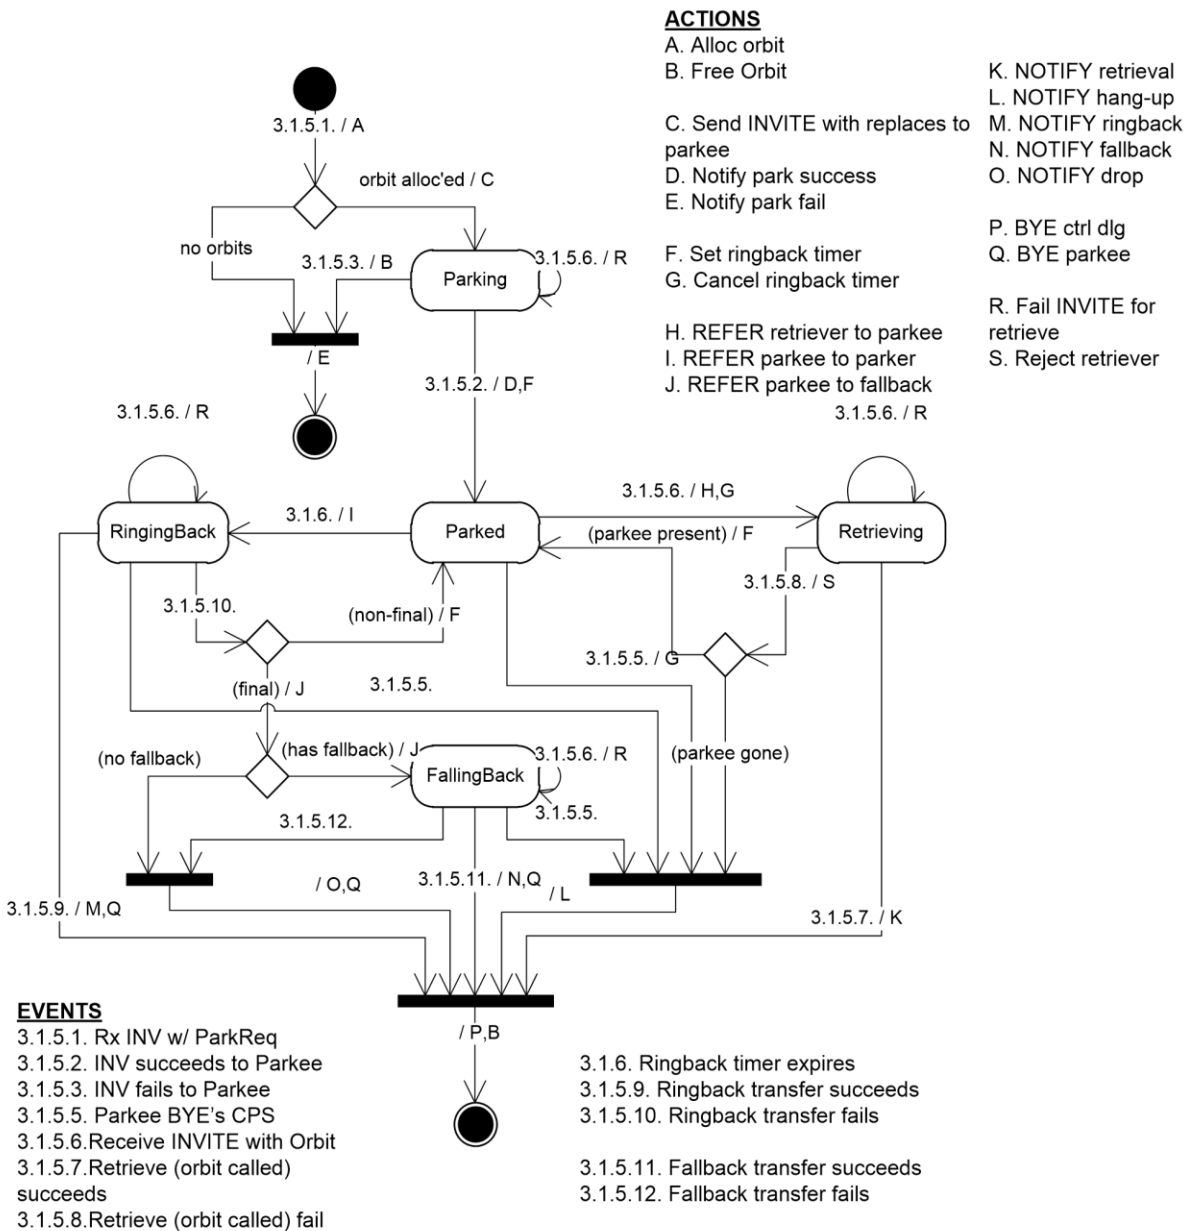 ACTIONS
A. Alloc orbit
B. Free Orbit
C. Send INVITE with replaces to
parkee
D. Notify park success
E. Notify park fail
F. Set ringback timer
G. Cancel ringback timer
H. REFER retriever to parkee
I. REFER parkee to parker
J. REFER parkee to fallback
K. NOTIFY retrieval
L. NOTIFY hang-up
M. NOTIFY ringback
N. NOTIFY fallback
O. NOTIFY drop
P. BYE ctrl dlg
Q. BYE parkee
R. Fail INVITE for
retrieve
S. Reject retriever
3.1.5.1. / A
orbit alloc'ed / C
no orbits
3.1.5.3. / B
Parking
3.1.5.6. / R
/ E
3.1.5.2. / D,F
3.1.5.6. / R
3.1.5.6. / R
RingingBack
3.1.6. / I
Parked
3.1.5.6. / H,G
(parkee present) / F
Retrieving
3.1.5.10.
(non-final) / F
3.1.5.8. / S
3.1.5.5. / G
(final) / J
3.1.5.5.
(no fallback)
(has fallback) / J
FallingBack
3.1.5.6. / R
(parkee gone)
3.1.5.5.
3.1.5.12.
/ O,Q
3.1.5.11. / N,Q
/ L
3.1.5.9. / M,Q
3.1.5.7. / K
/ P,B
EVENTS
3.1.5.1. Rx INV w/ ParkReq
3.1.5.2. INV succeeds to Parkee
3.1.5.3. INV fails to Parkee
3.1.5.5. Parkee BYE's CPS
3.1.5.6.Receive INVITE with Orbit
3.1.5.7.Retrieve (orbit called)
succeeds
3.1.5.8.Retrieve (orbit called) fail
3.1.6. Ringback timer expires
3.1.5.9. Ringback transfer succeeds
3.1.5.10. Ringback transfer fails
3.1.5.11. Fallback transfer succeeds
3.1.5.12. Fallback transfer fails